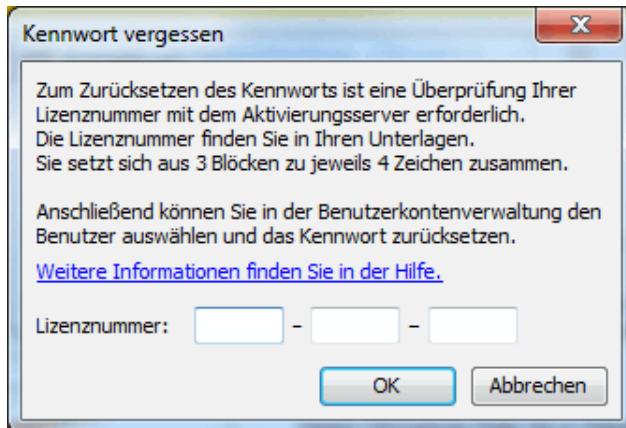 Kennwort vergessen
Zum Zurücksetzen des Kennworts ist eine Überprüfung Ihrer
Lizenznummer mit dem Aktivierungsserver erforderlich.
Die Lizenznummer finden Sie in Ihren Unterlagen.
Sie setzt sich aus 3 Blöcken zu jeweils 4 Zeichen zusammen.
Anschließend können Sie in der Benutzerkontenverwaltung den
Benutzer auswählen und das Kennwort zurücksetzen.
Weitere Informationen finden Sie in der Hilfe.
Lizenznummer: - -
OK Abbrechen